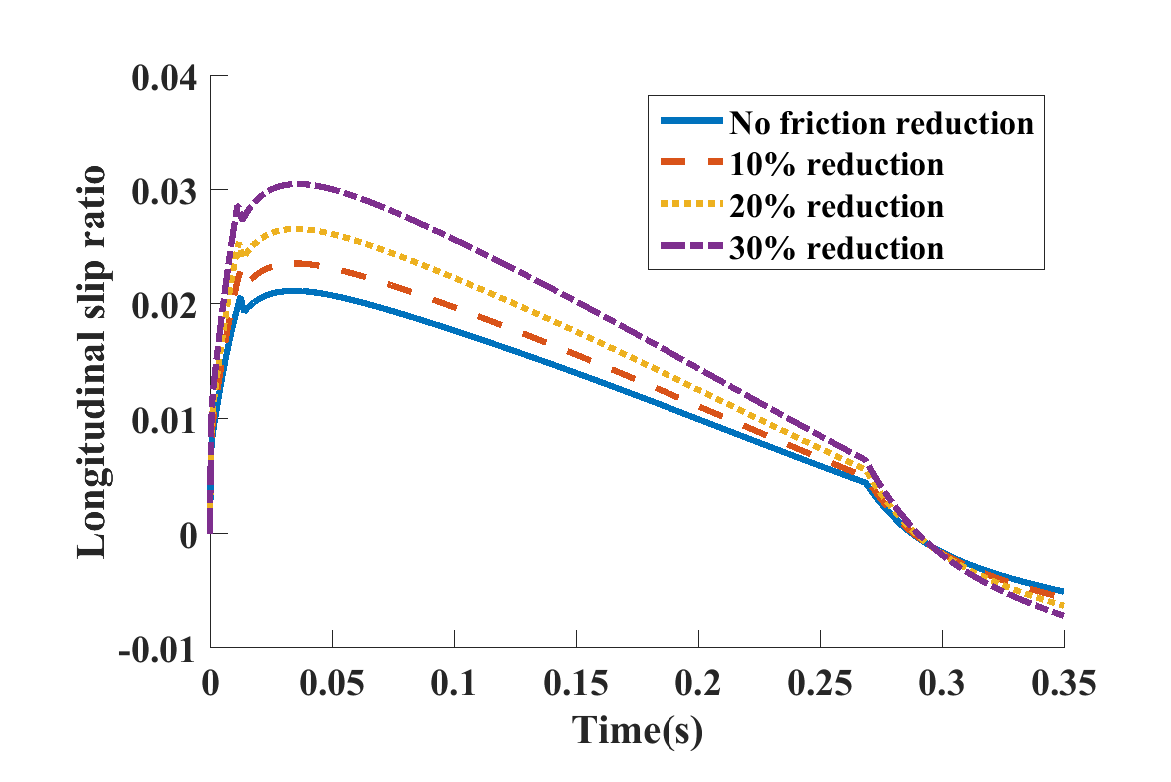 0.04
0.03
0.02
0.01
0
-0.01
Longitudinal slip ratio
No friction reduction
10% reduction
20% reduction
30% reduction
0 0.05 0.1 0.15 0.2 0.25 0.3 0.35
Time(s)